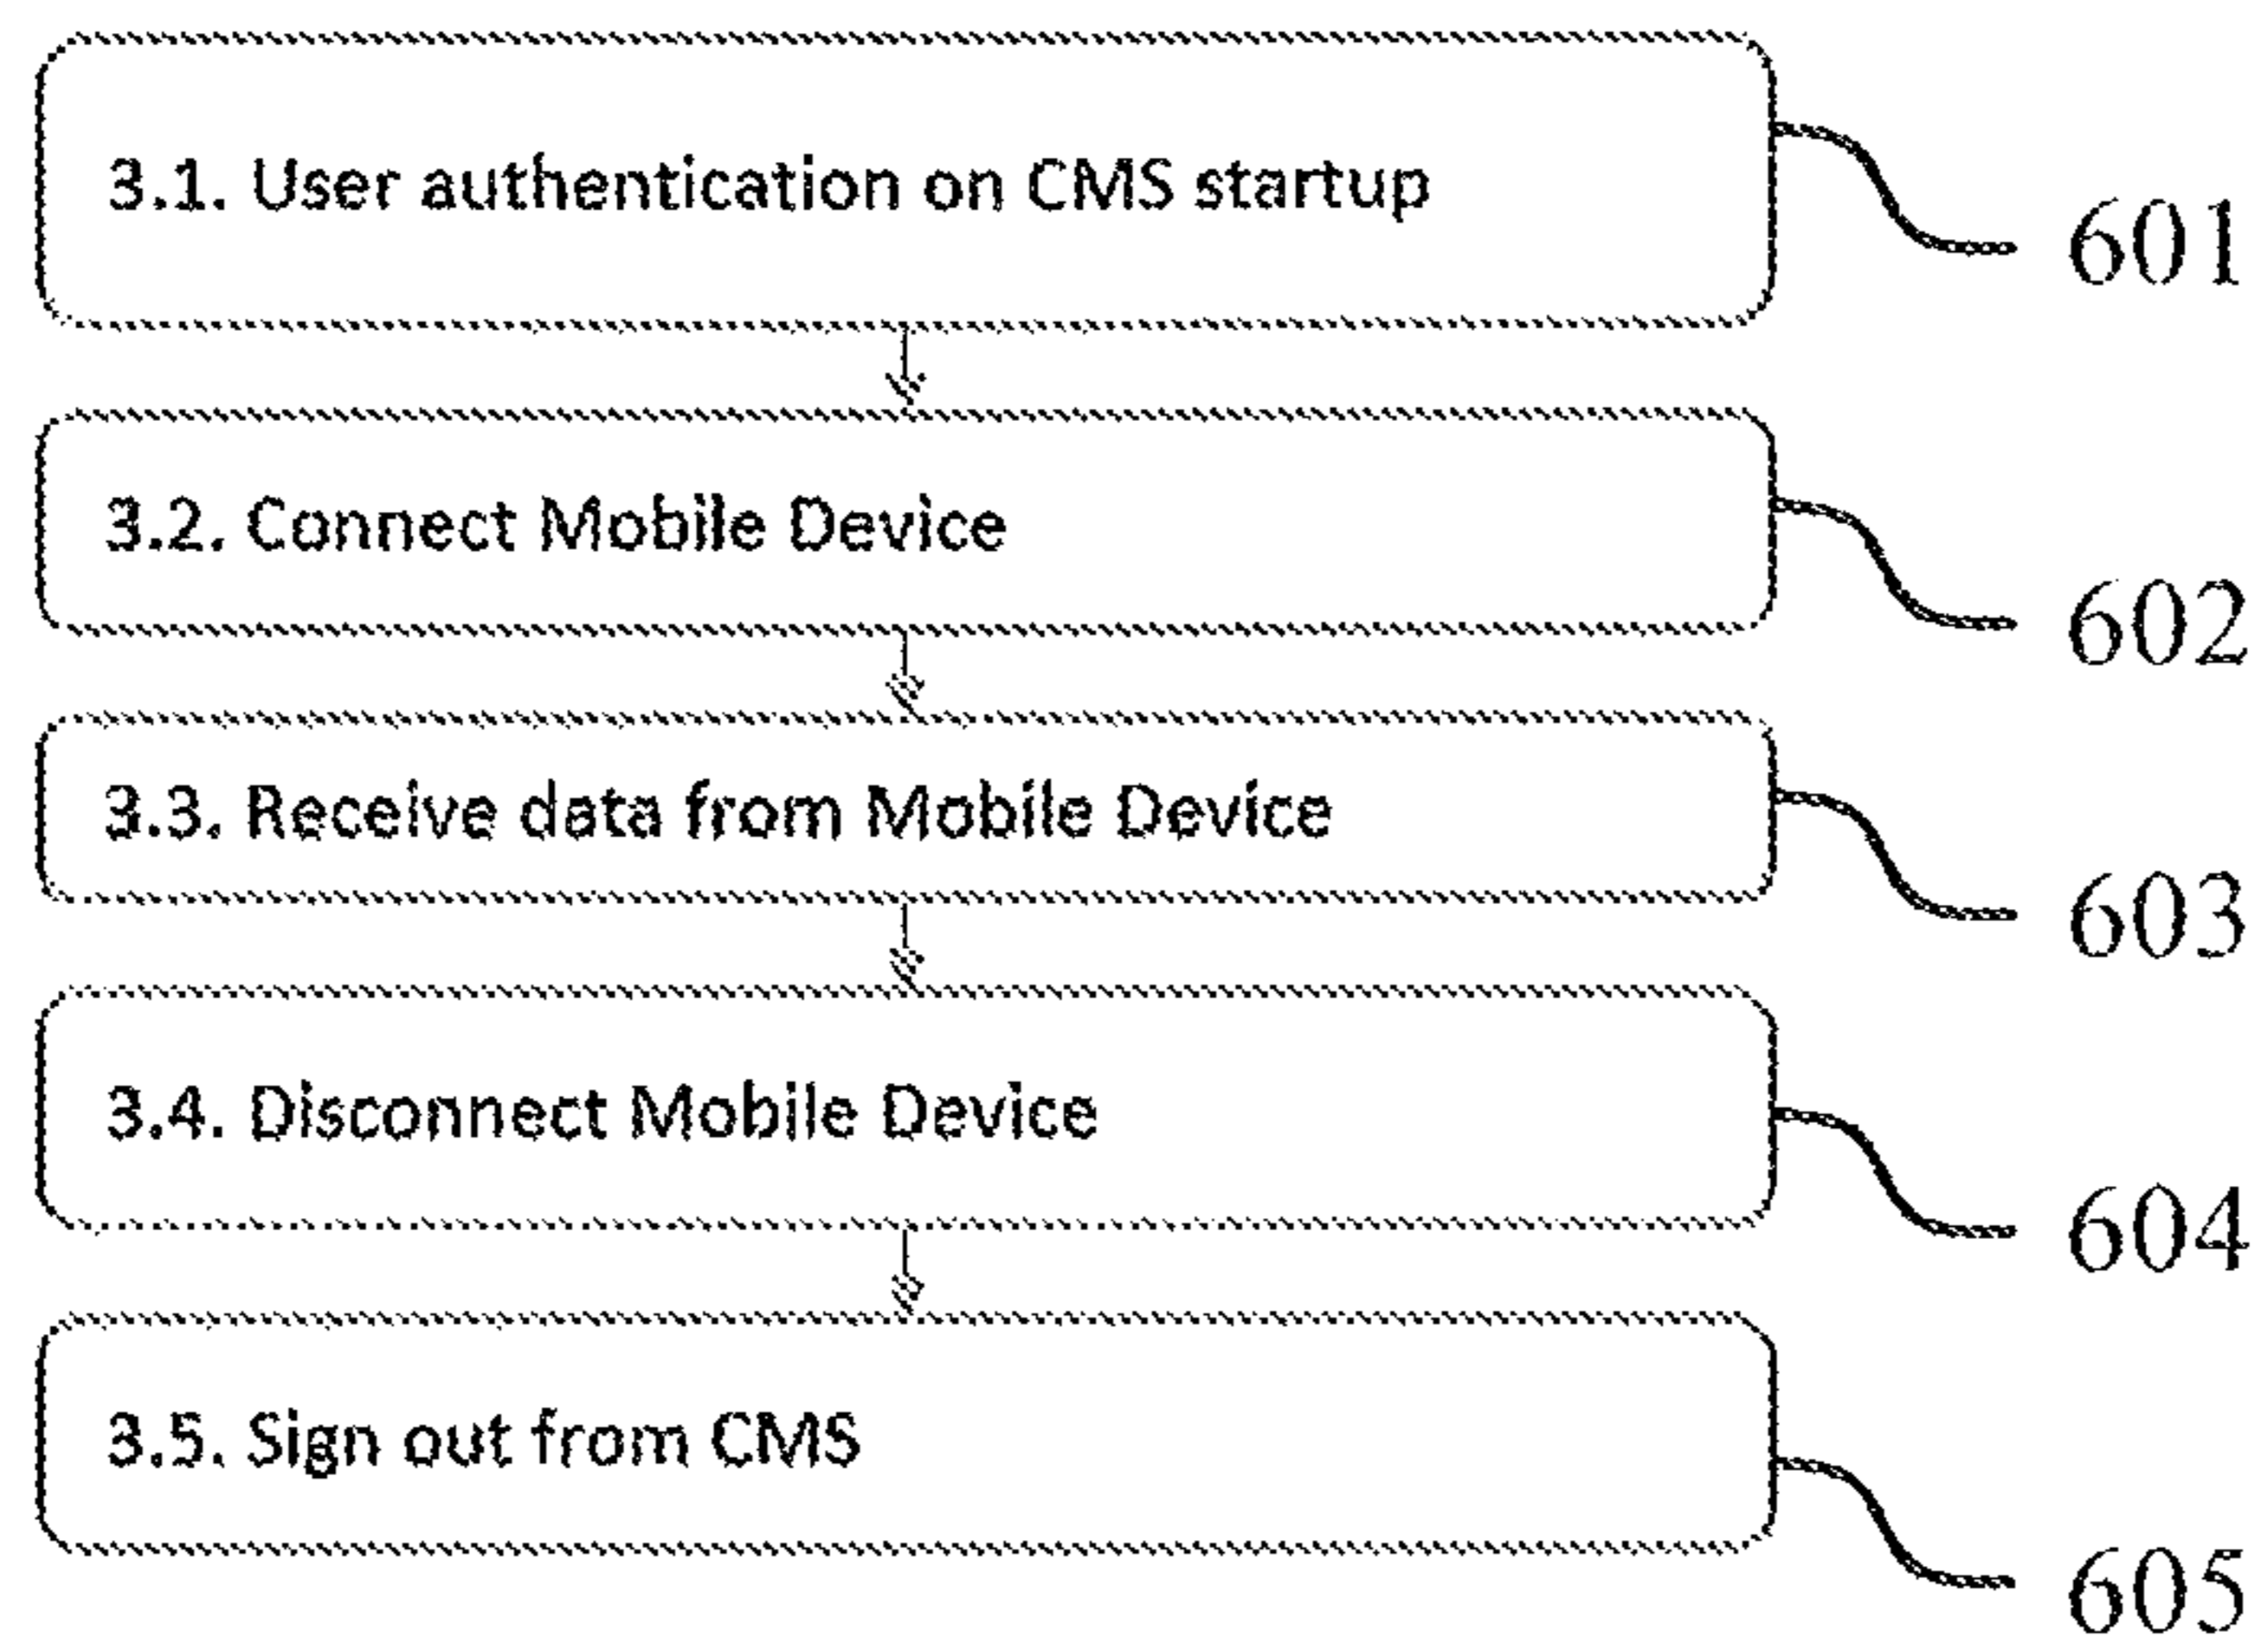 3.1. User authentication on CMS startup
601
3.2. Connect Mobile Device
602
3.3. Receive data from Mobile Device
603
3.4. Disconnect Mobile Device
604
3.5. Sign out from CMS
605